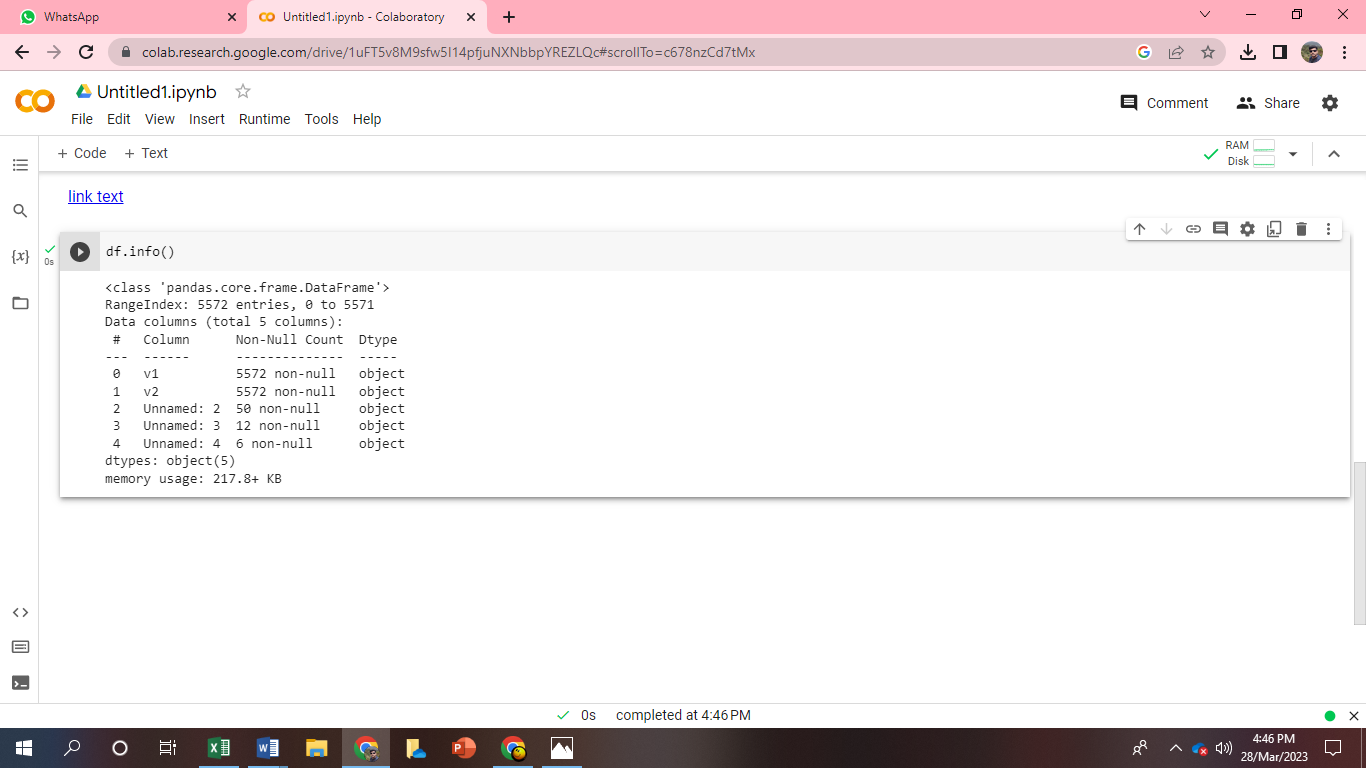 WhatsApp
Untitled1.ipynb - Colaboratory
colab.research.google.com/drive/1uFT5v8M9sfw5I14pfjuNXNbbpYREZLQc#scrollTo=c678nzCd7tMx
Untitled1.ipynb
File Edit View Insert Runtime Tools Help
Comment
Share
+ Code + Text
RAM
Disk
link text
{x}
0s
df.info()
<class 'pandas.core.frame.DataFrame'>
RangeIndex: 5572 entries, 0 to 5571
Data columns (total 5 columns):
 #   Column      Non-Null Count  Dtype
---  ------      --------------  -----
 0   v1          5572 non-null   object
 1   v2          5572 non-null   object
 2   Unnamed: 2  50 non-null     object
 3   Unnamed: 3  12 non-null     object
 4   Unnamed: 4  6 non-null      object
dtypes: object(5)
memory usage: 217.8+ KB
0s completed at 4:46 PM
4:46 PM
28/Mar/2023